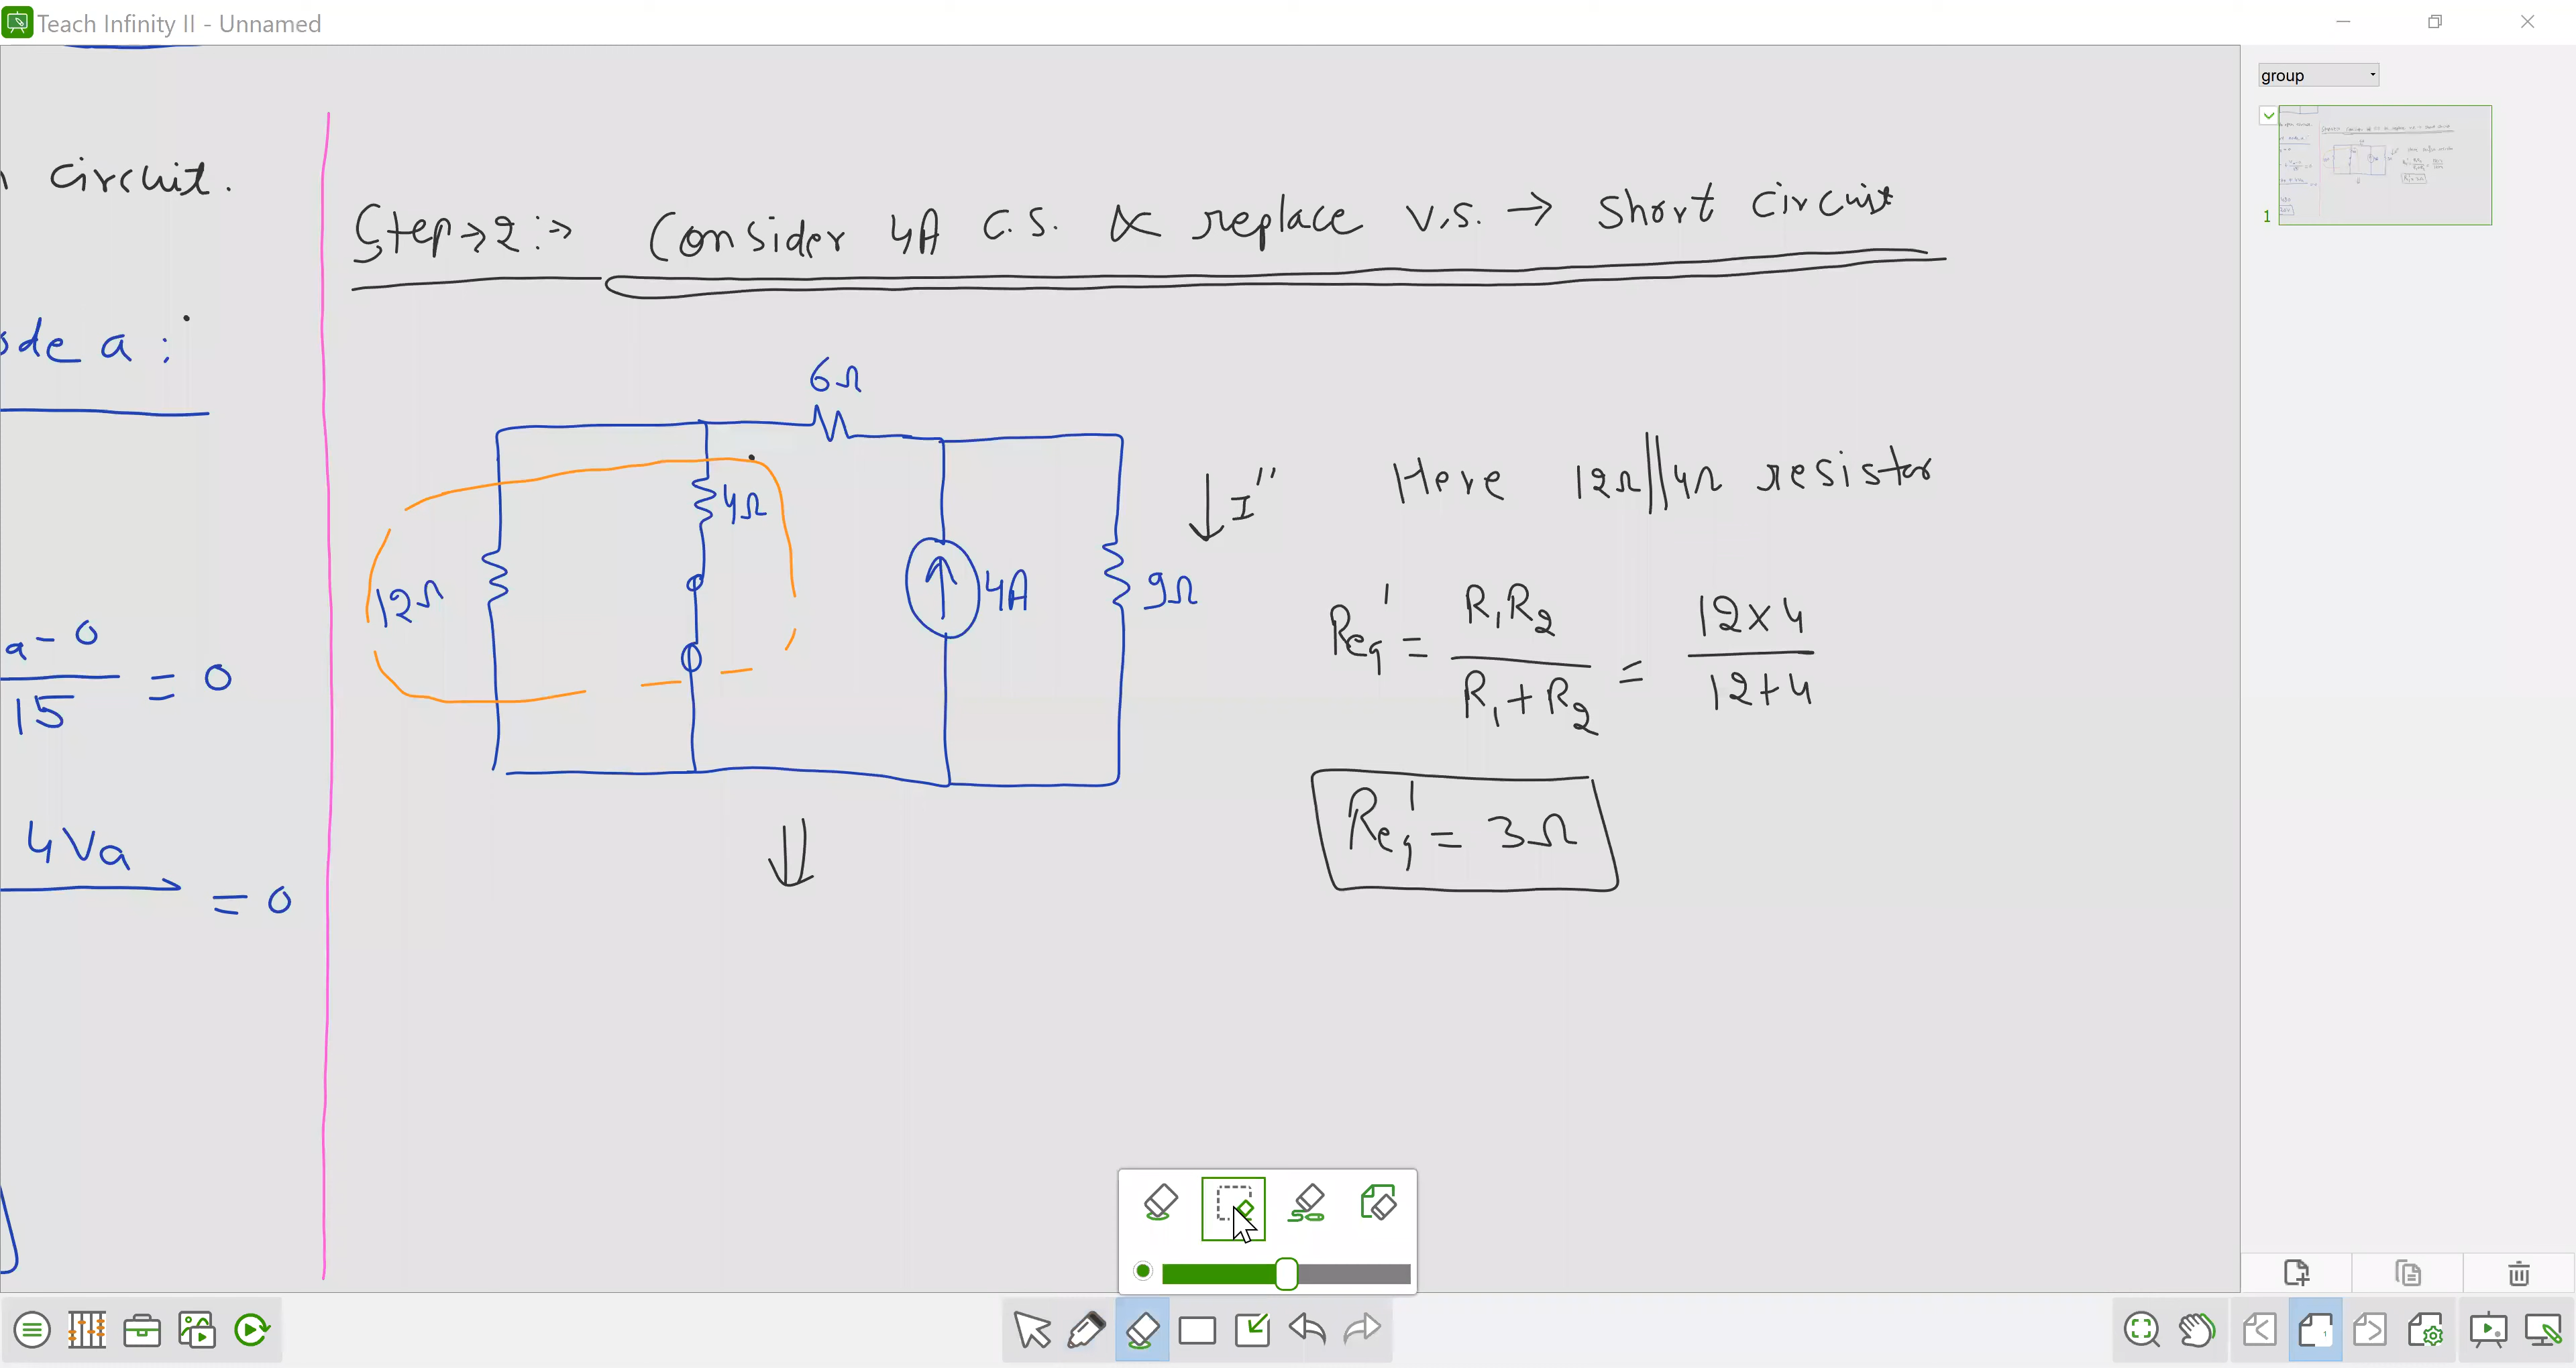 Teach Infinity II - Unnamed
group
1
circuit.
ode a :
a - 0
15
= 0
4Va
= 0
Step→2:→ Consider 4A C.S. & replace V.S. → Short Circuit
6Ω
4Ω
12Ω
4A
9Ω
↓ I''
Here 12Ω||4Ω resistor
Req' = R1R2 / R1+R2 = 12×4 / 12+4
Req' = 3Ω